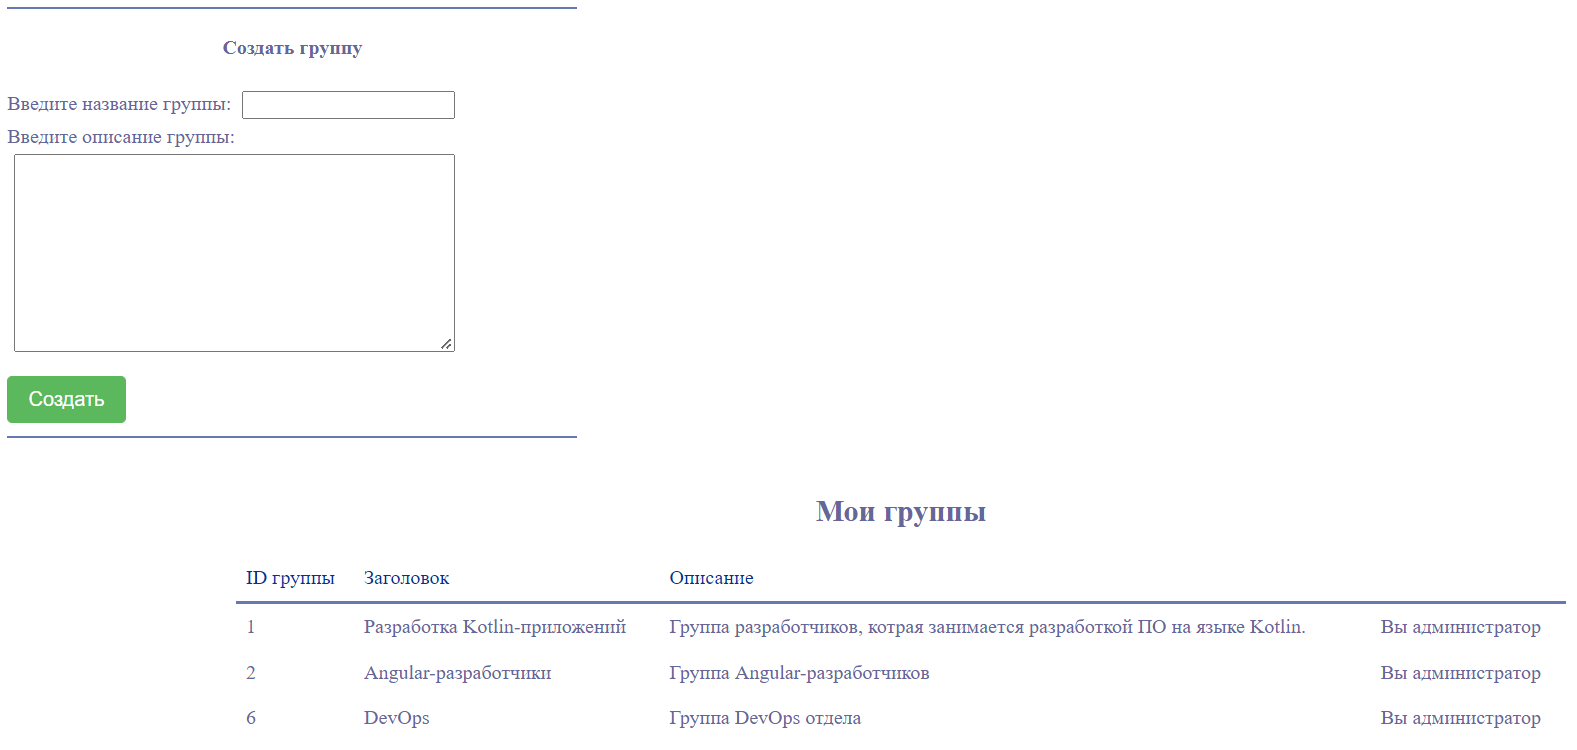 Создать группу
Введите название группы:
Введите описание группы:
Создать
Мои группы
ID группы Заголовок Описание
1 Разработка Kotlin-приложений Группа разработчиков, котрая занимается разработкой ПО на языке Kotlin. Вы администратор
2 Angular-разработчики Группа Angular-разработчиков Вы администратор
6 DevOps Группа DevOps отдела Вы администратор